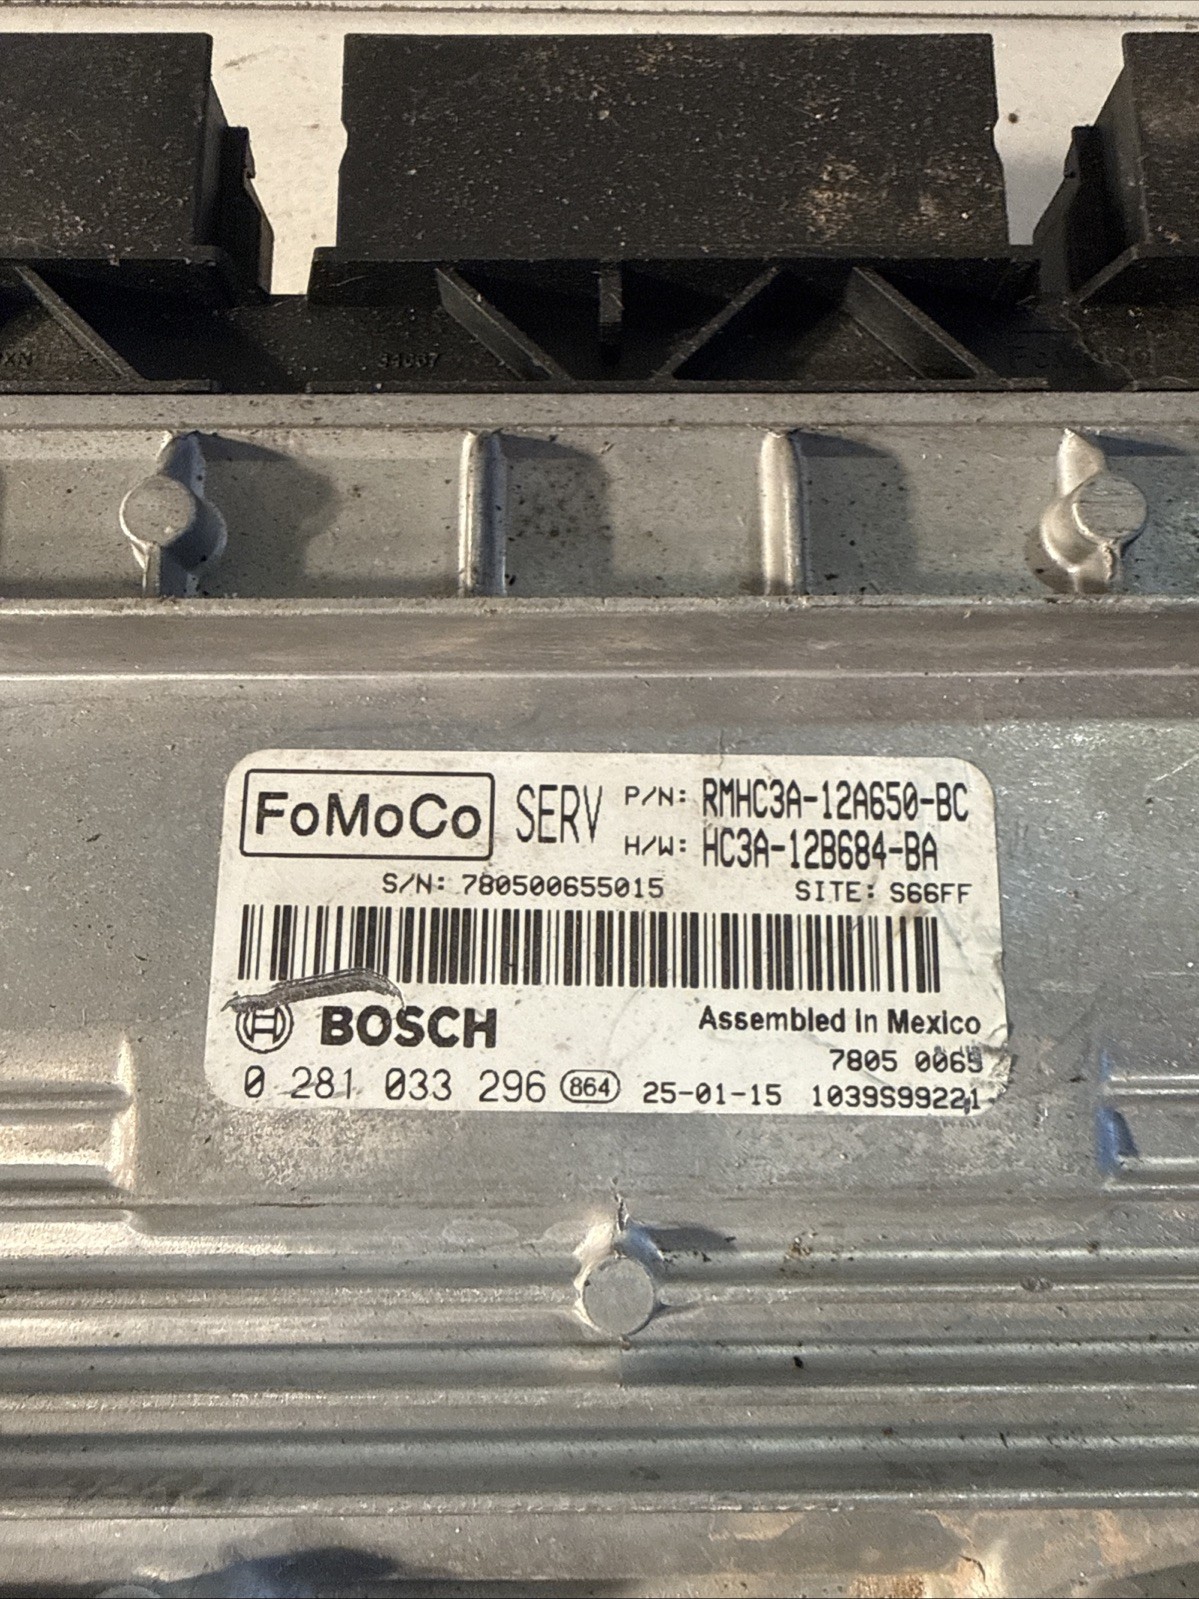 34667
FoMoCo SERV P/N: RMHC3A-12A650-BC
H/W: HC3A-12B684-BA
S/N: 780500655015 SITE: S66FF
BOSCH Assembled In Mexico
7805 0065
0 281 033 296 864 25-01-15 1039S99221